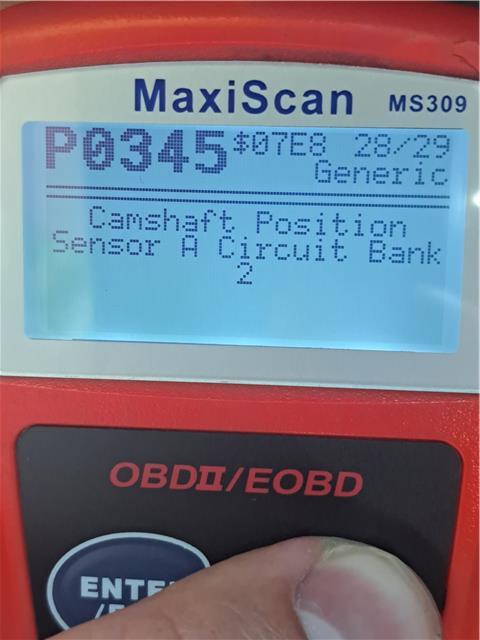 MaxiScan MS309
P0345 $07E8 28/29
Generic
Camshaft Position
Sensor A Circuit Bank
2
OBDII/EOBD